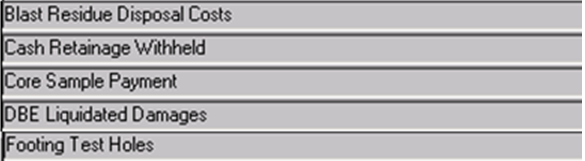 Blast Residue Disposal Costs
Cash Retainage Withheld
Core Sample Payment
DBE Liquidated Damages
Footing Test Holes